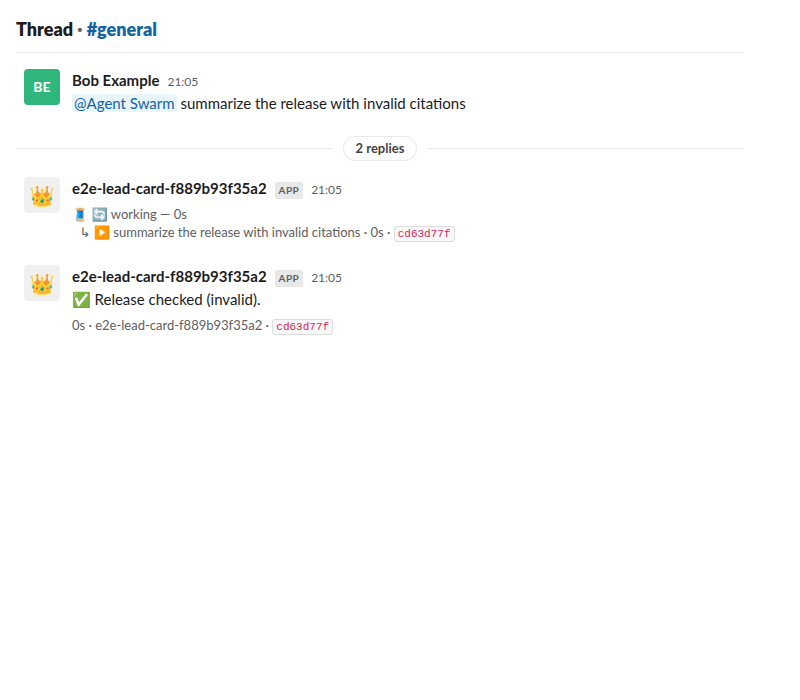 Thread • #general
BE
Bob Example 21:05
@Agent Swarm summarize the release with invalid citations
2 replies
e2e-lead-card-f889b93f35a2 APP 21:05
🧵 🔄 working — 0s
↳ ▶️ summarize the release with invalid citations · 0s · cd63d77f
e2e-lead-card-f889b93f35a2 APP 21:05
✅ Release checked (invalid).
0s · e2e-lead-card-f889b93f35a2 · cd63d77f